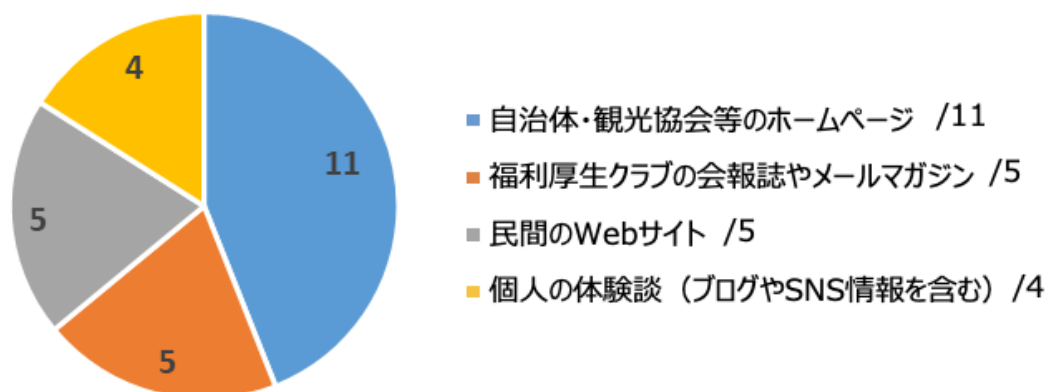 4
11
5
5
自治体・観光協会等のホームページ /11
福利厚生クラブの会報誌やメールマガジン /5
民間のWebサイト /5
個人の体験談（ブログやSNS情報を含む）/4